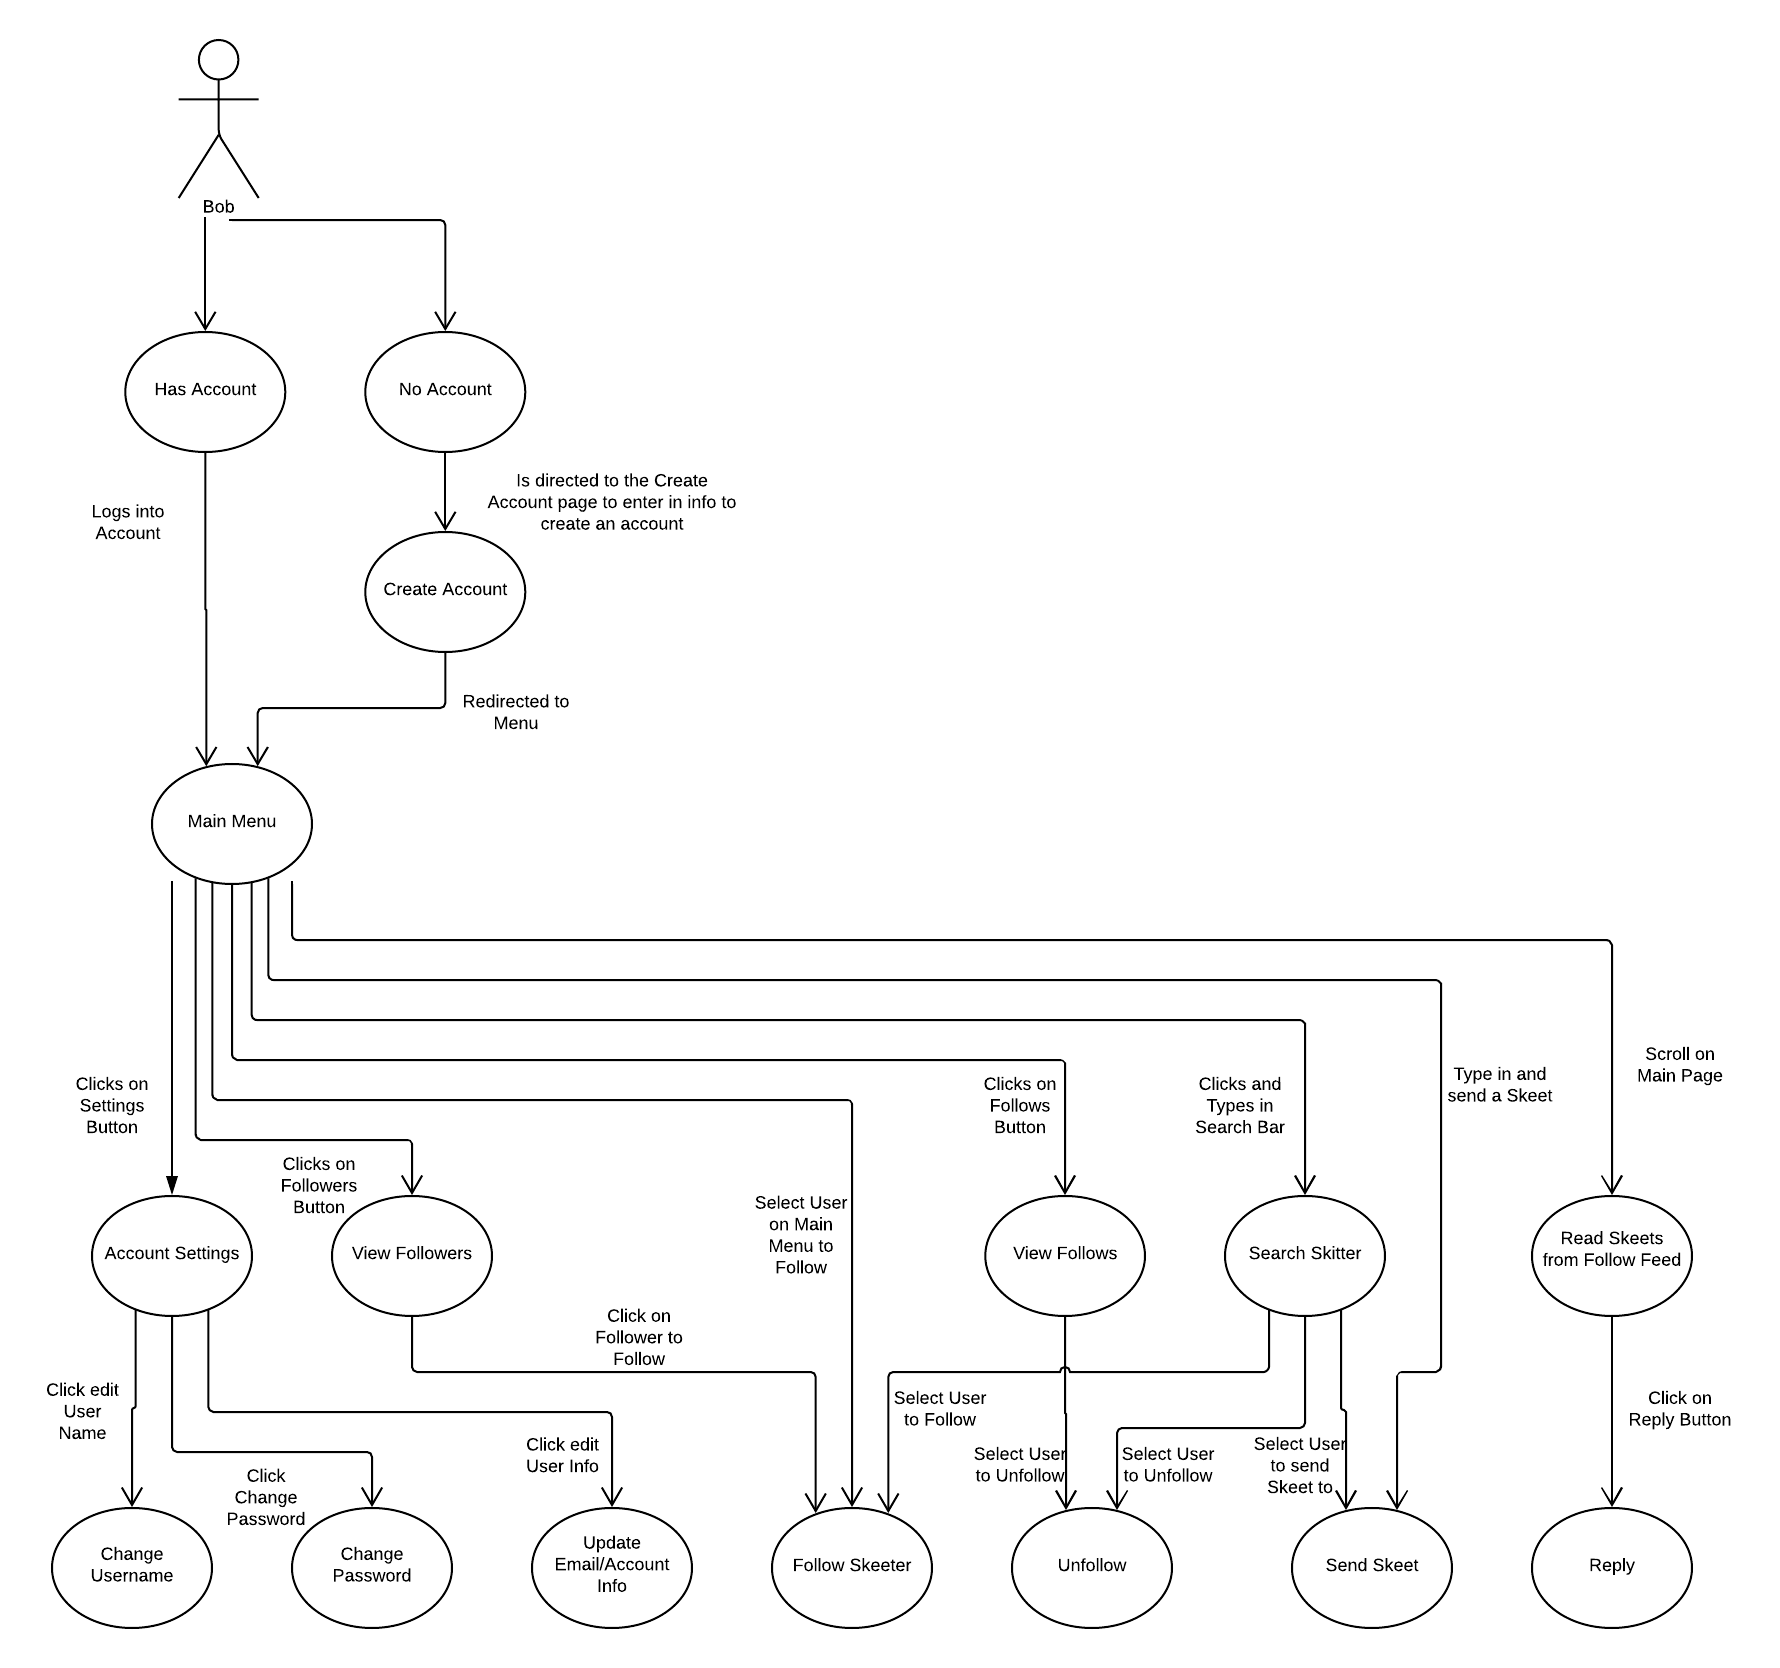 Bob
Has Account
No Account
Is directed to the Create
Account page to enter in info to
create an account
Logs into
Account
Create Account
Redirected to
Menu
Main Menu
Clicks on
Settings
Button
Clicks on
Followers
Button
Select User
on Main
Menu to
Follow
Clicks on
Follows
Button
Clicks and
Types in
Search Bar
Type in and
send a Skeet
Scroll on
Main Page
Account Settings
View Followers
View Follows
Search Skitter
Read Skeets
from Follow Feed
Click on
Follower to
Follow
Click edit
User
Name
Click
Change
Password
Click edit
User Info
Select User
to Follow
Select User
to Unfollow
Select User
to Unfollow
Select User
to send
Skeet to
Click on
Reply Button
Change
Username
Change
Password
Update
Email/Account
Info
Follow Skeeter
Unfollow
Send Skeet
Reply